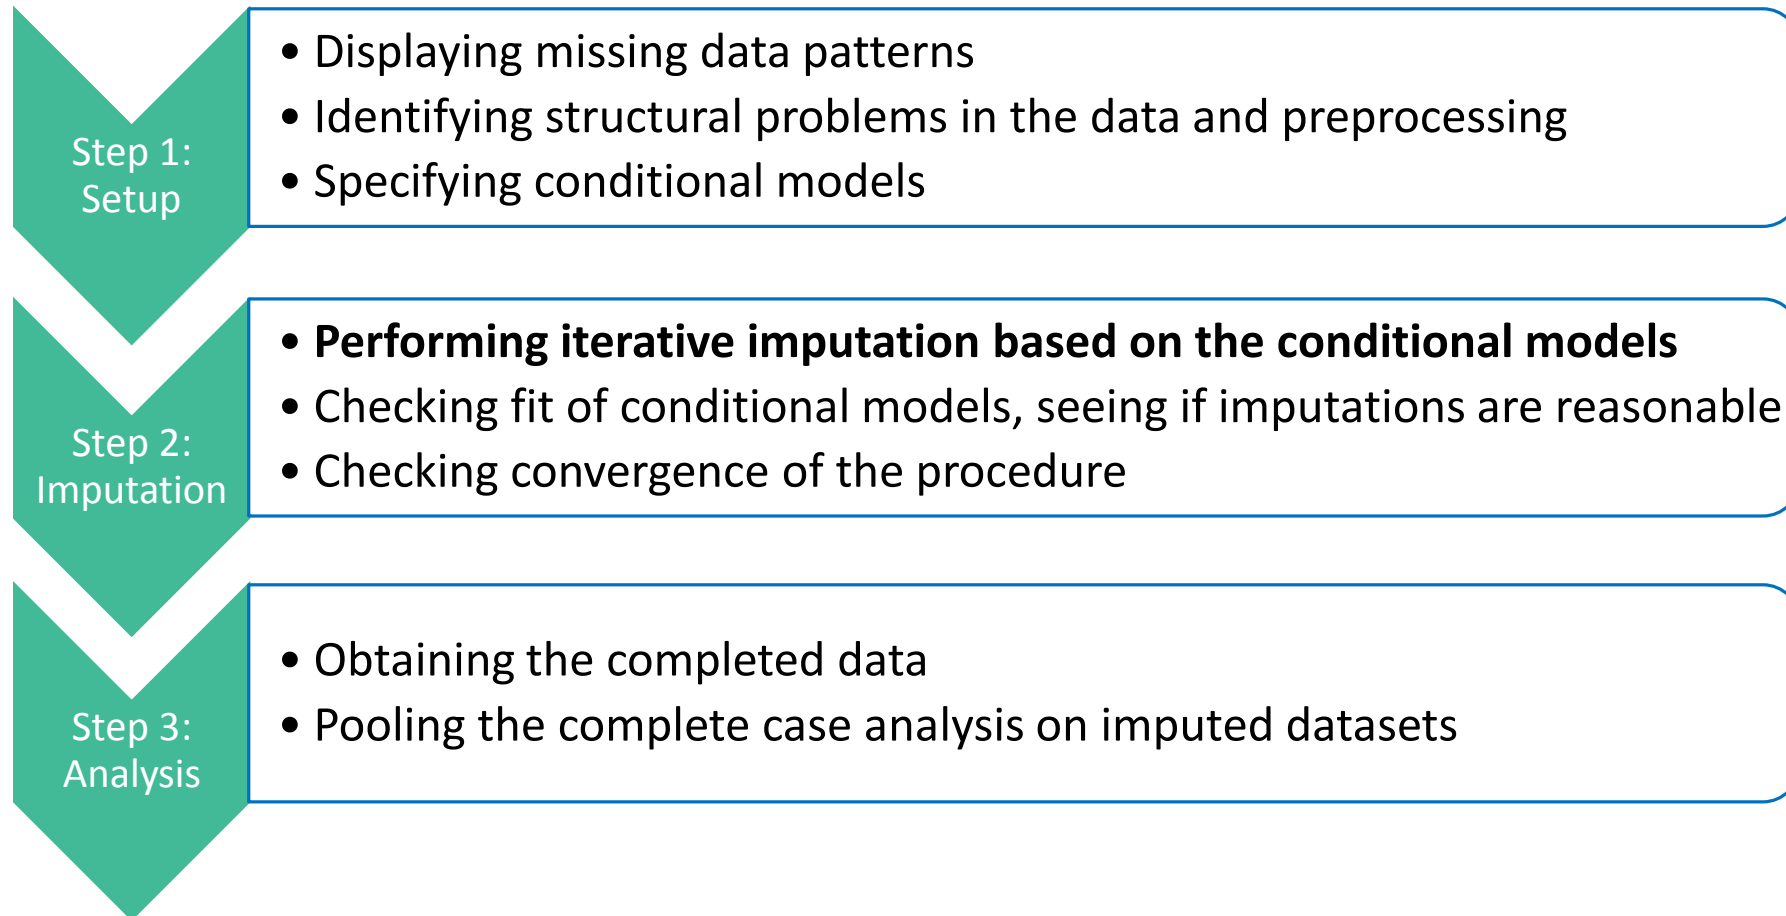 Step 1:
Setup
• Displaying missing data patterns
• Identifying structural problems in the data and preprocessing
• Specifying conditional models
Step 2:
Imputation
• Performing iterative imputation based on the conditional models
• Checking fit of conditional models, seeing if imputations are reasonable
• Checking convergence of the procedure
Step 3:
Analysis
• Obtaining the completed data
• Pooling the complete case analysis on imputed datasets